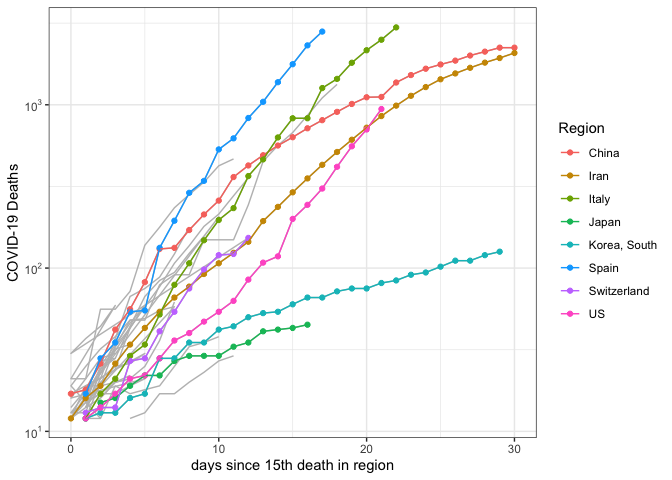 COVID-19 Deaths
10³
10²
10¹
0
10
20
30
days since 15th death in region
Region
China
Iran
Italy
Japan
Korea, South
Spain
Switzerland
US